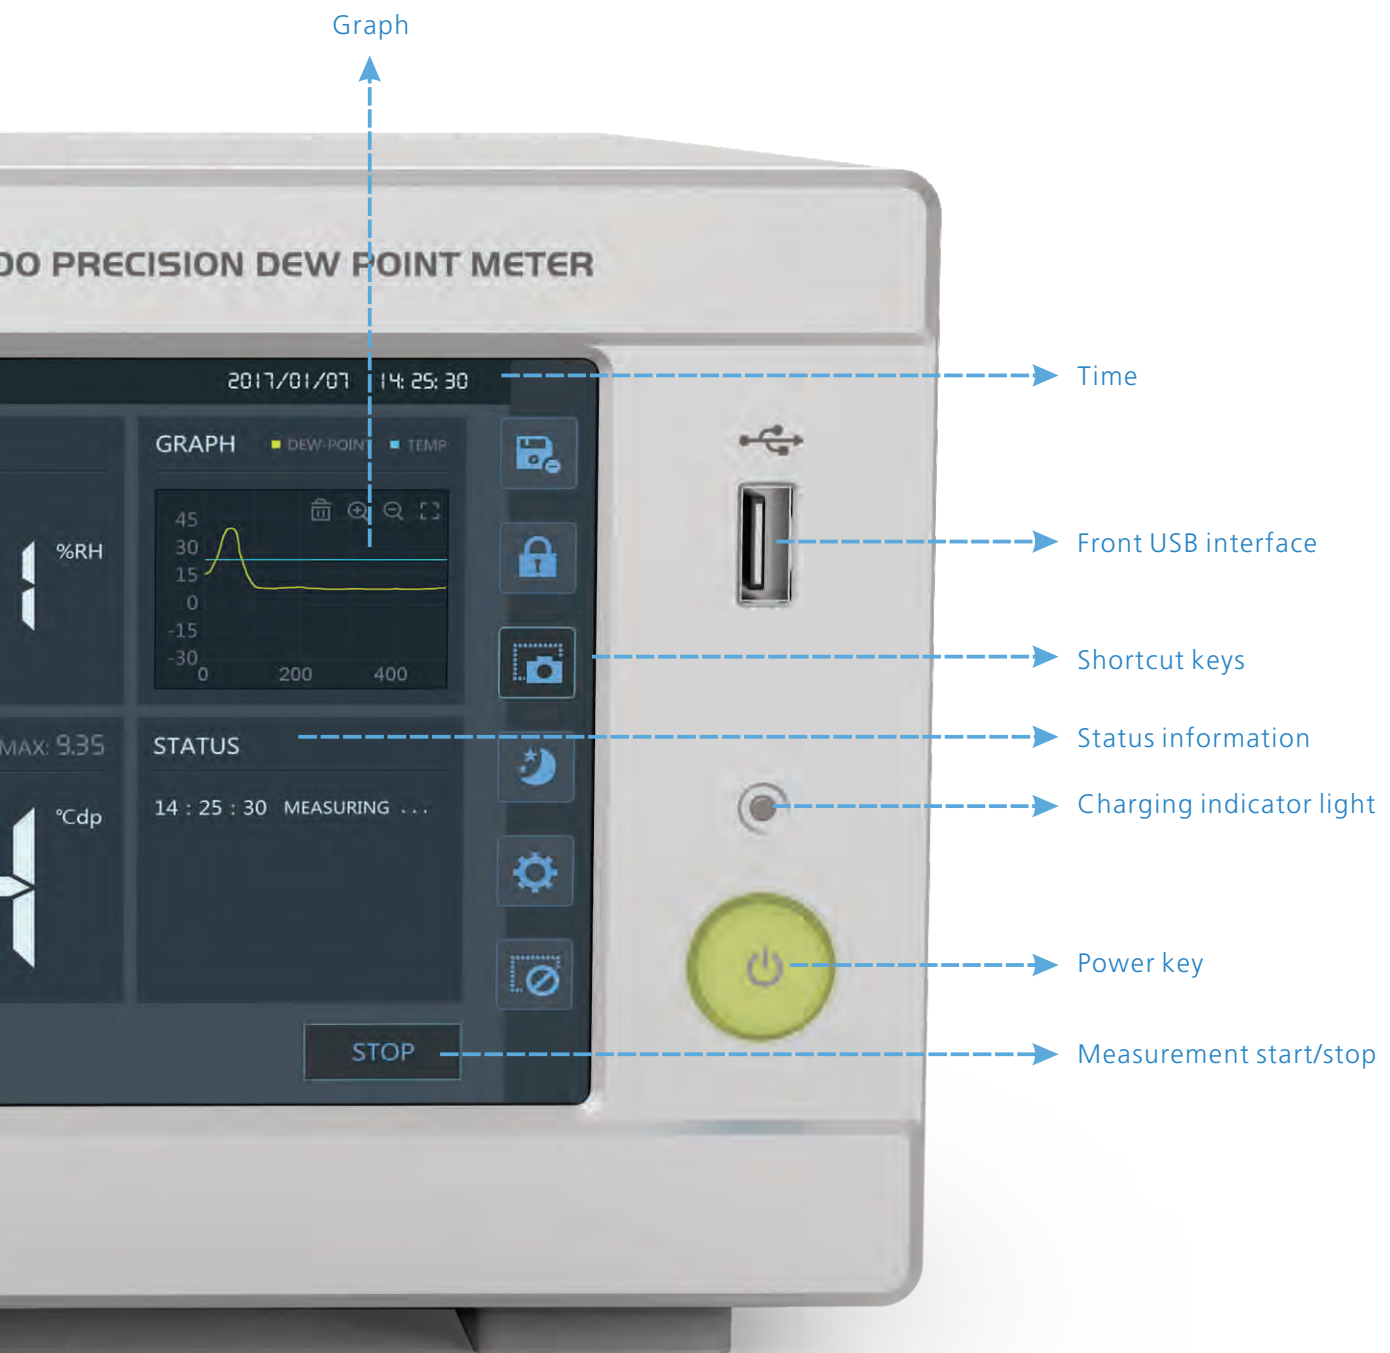 Graph
00 PRECISION DEW POINT METER
2017/01/07 14:25:30
Time
GRAPH DEW-POINT TEMP
45
30
15
0
-15
-30
0 200 400
%RH
Front USB interface
Shortcut keys
MAX: 9.35
STATUS
Status information
14 : 25 : 30 MEASURING . . .
°Cdp
Charging indicator light
Power key
STOP
Measurement start/stop